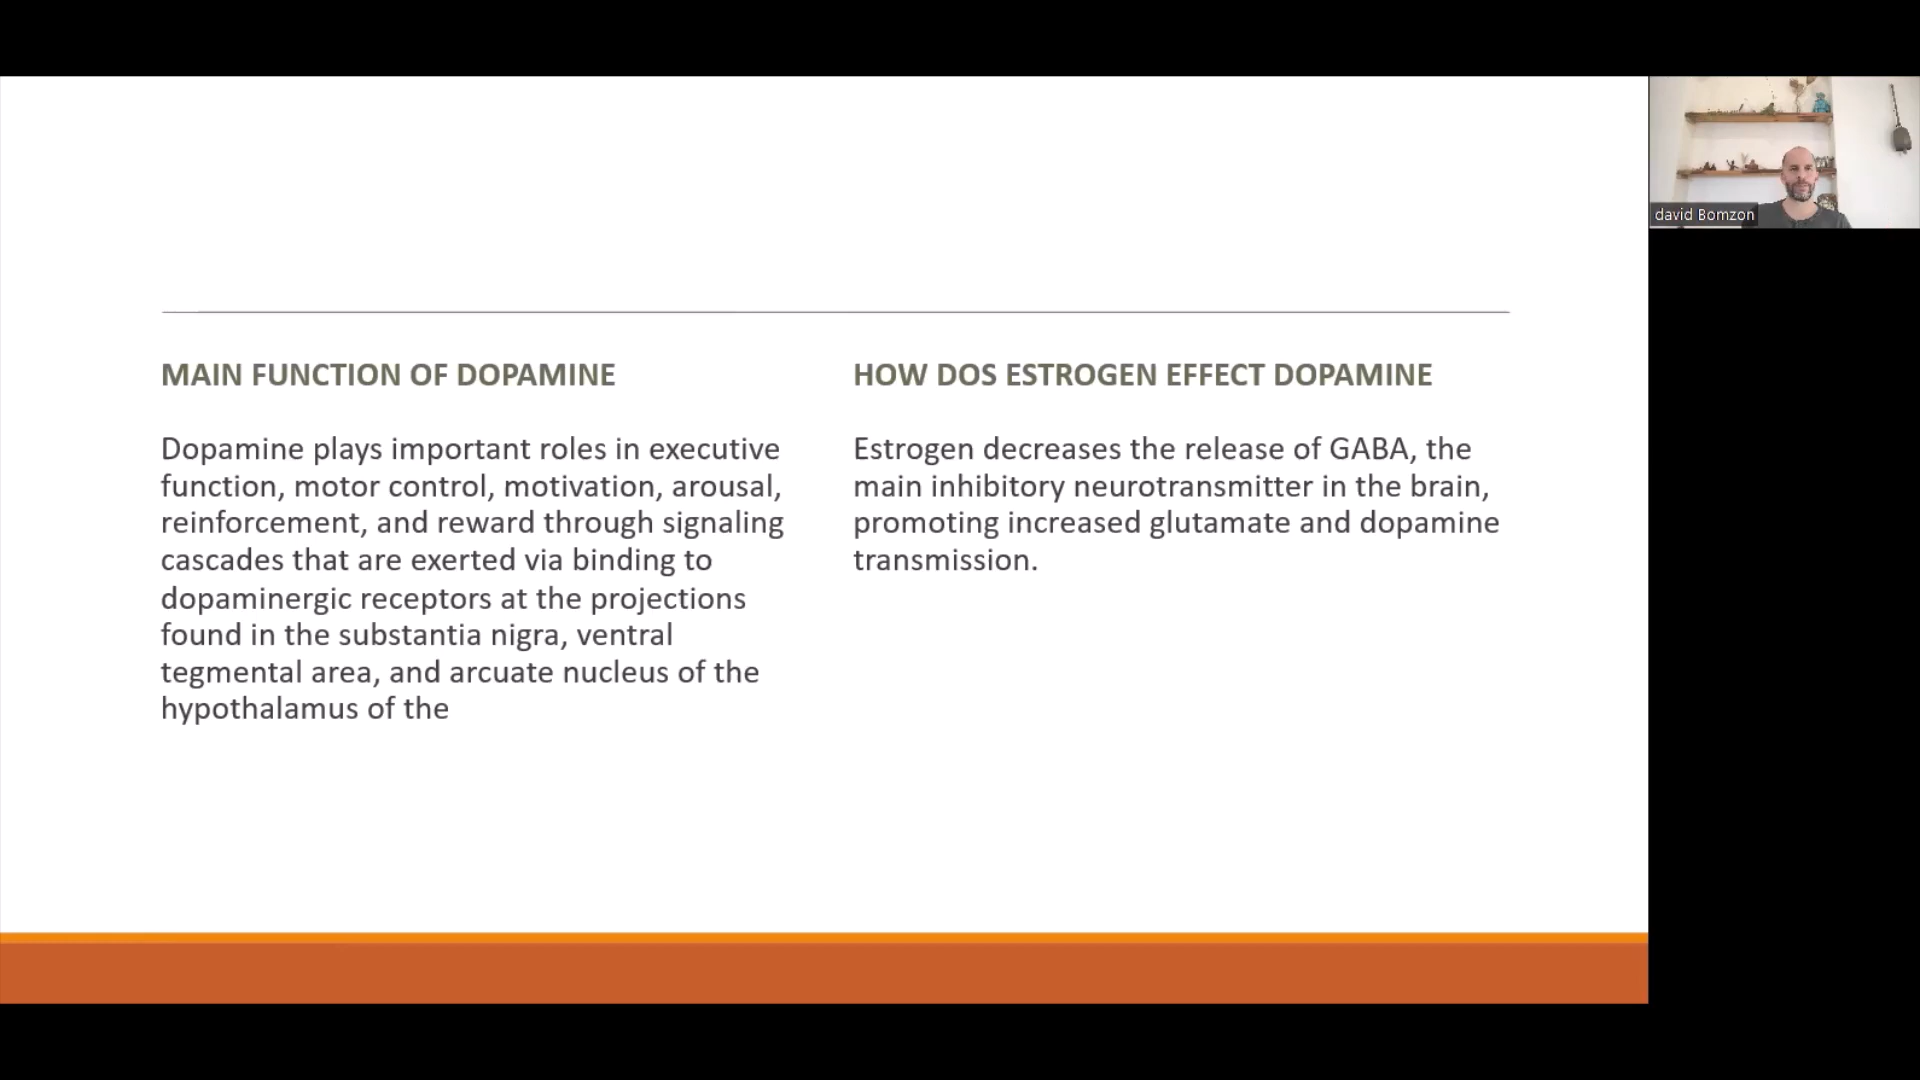 MAIN FUNCTION OF DOPAMINE
Dopamine plays important roles in executive
function, motor control, motivation, arousal,
reinforcement, and reward through signaling
cascades that are exerted via binding to
dopaminergic receptors at the projections
found in the substantia nigra, ventral
tegmental area, and arcuate nucleus of the
hypothalamus of the
HOW DOS ESTROGEN EFFECT DOPAMINE
Estrogen decreases the release of GABA, the
main inhibitory neurotransmitter in the brain,
promoting increased glutamate and dopamine
transmission.
david Bomzon